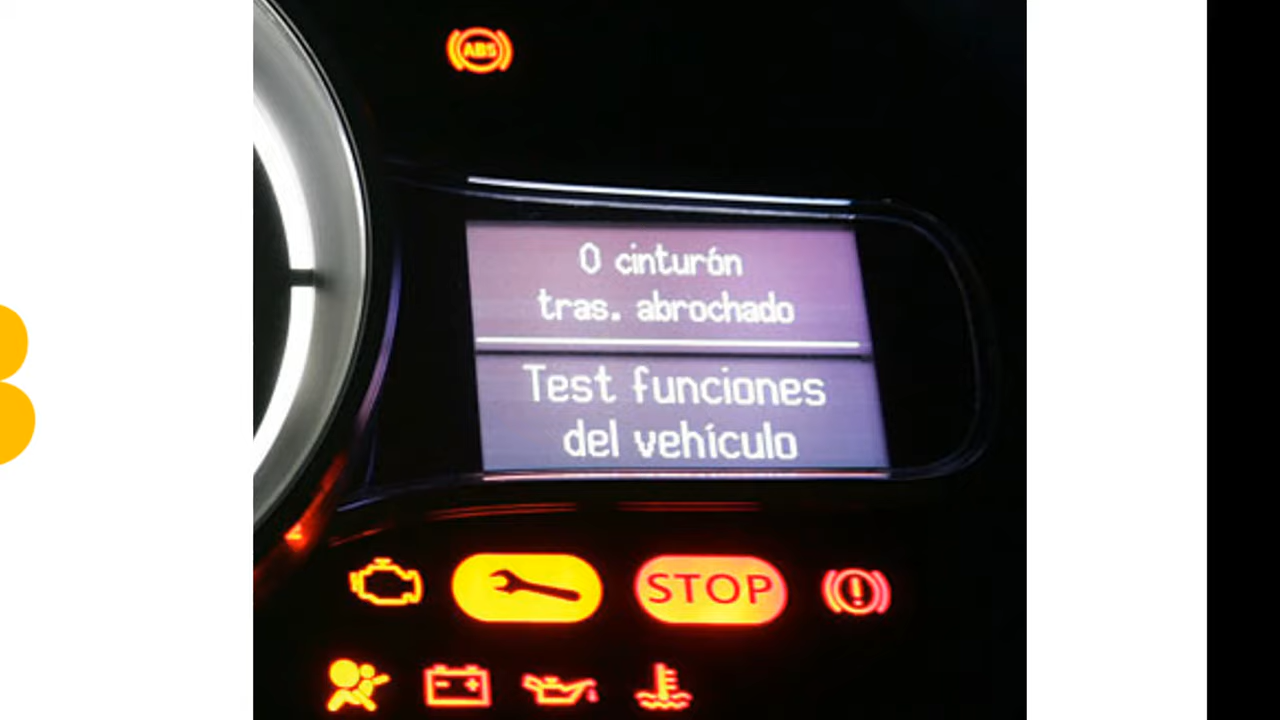 ABS
0 cinturón
tras. abrochado
Test funciones
del vehículo
STOP